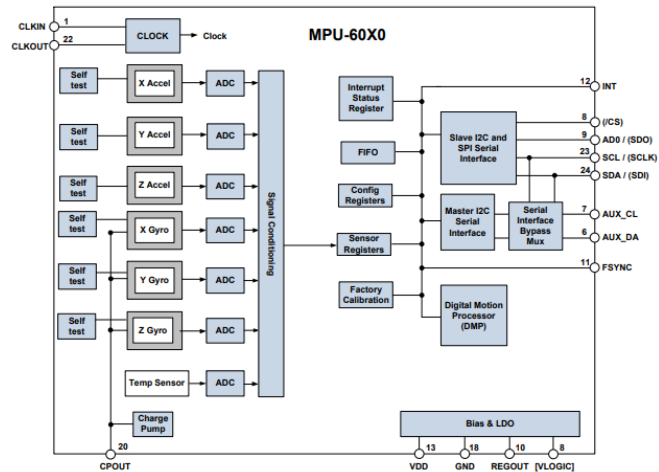 MPU-60X0
CLKIN
1
CLKOUT
22
CLOCK
Clock
Self
test
X Accel
ADC
Self
test
Y Accel
ADC
Self
test
Z Accel
ADC
Self
test
X Gyro
ADC
Self
test
Y Gyro
ADC
Self
test
Z Gyro
ADC
Temp Sensor
ADC
Signal Conditioning
Charge
Pump
20
CPOUT
Interrupt
Status
Register
FIFO
Config
Registers
Sensor
Registers
Factory
Calibration
Slave I2C and
SPI Serial
Interface
Master I2C
Serial
Interface
Serial
Interface
Bypass
Mux
Digital Motion
Processor
(DMP)
12
INT
8
(/CS)
9
AD0 / (SDO)
23
SCL / (SCLK)
24
SDA / (SDI)
7
AUX_CL
6
AUX_DA
11
FSYNC
Bias & LDO
13
18
10
8
VDD
GND
REGOUT
[VLOGIC]